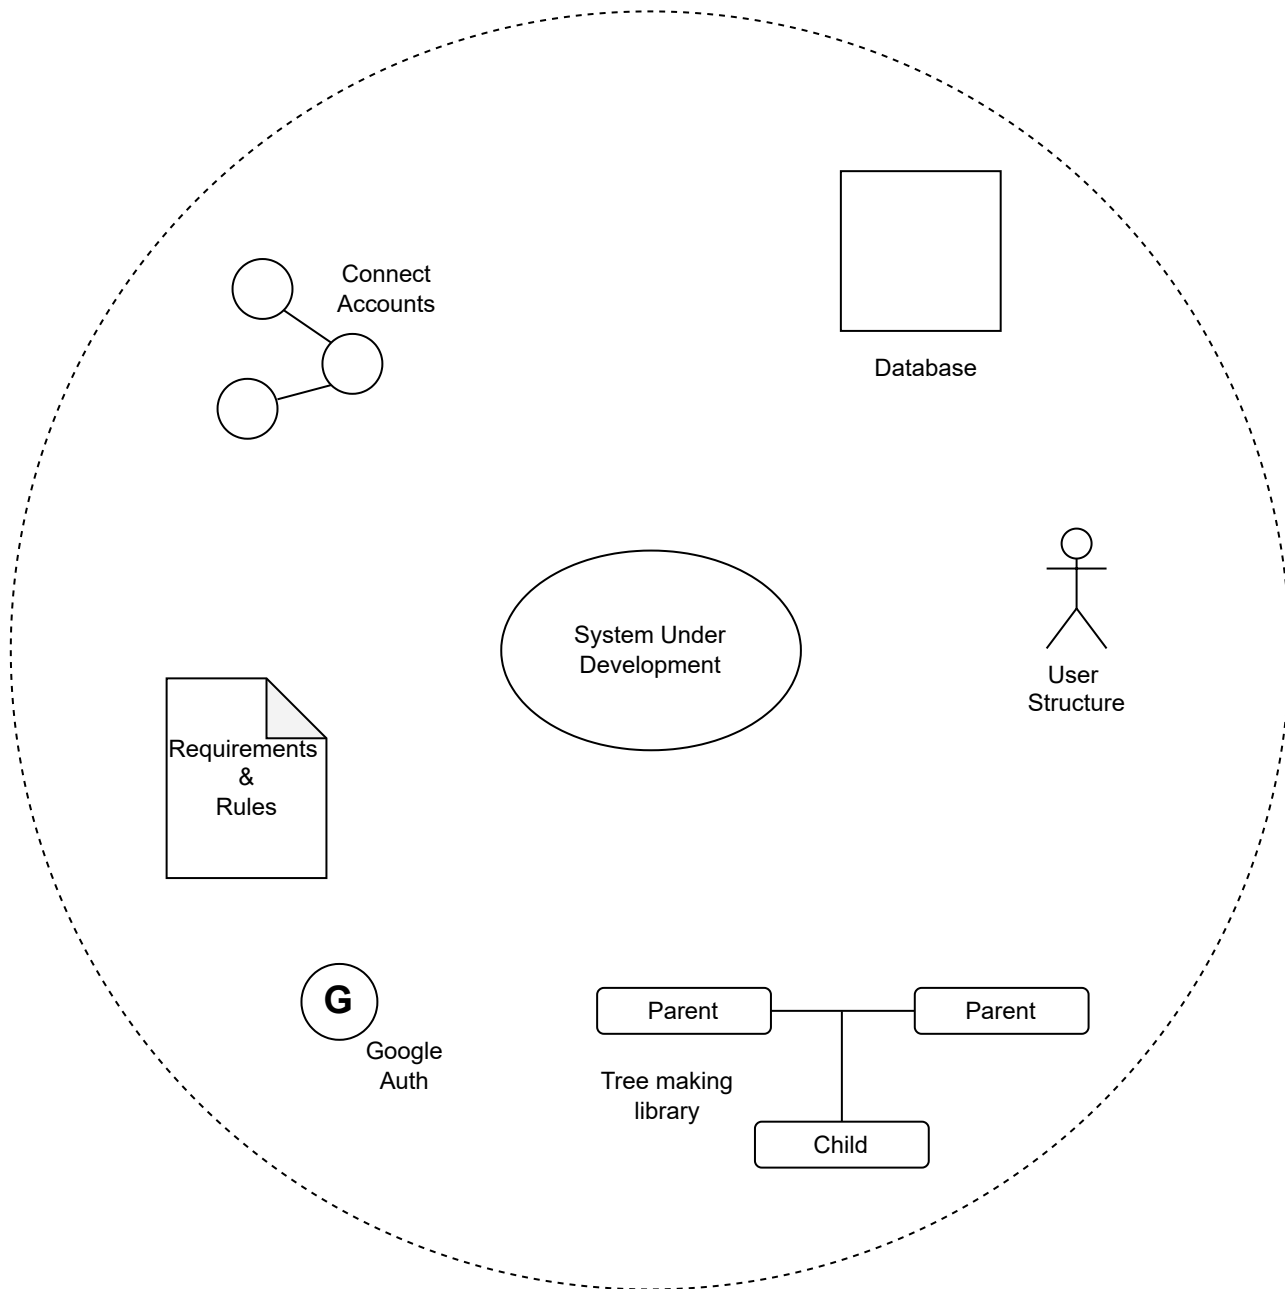 Connect
Accounts
Database
System Under
Development
User
Structure
Requirements
&
Rules
G
Google
Auth
Parent
Parent
Tree making
library
Child